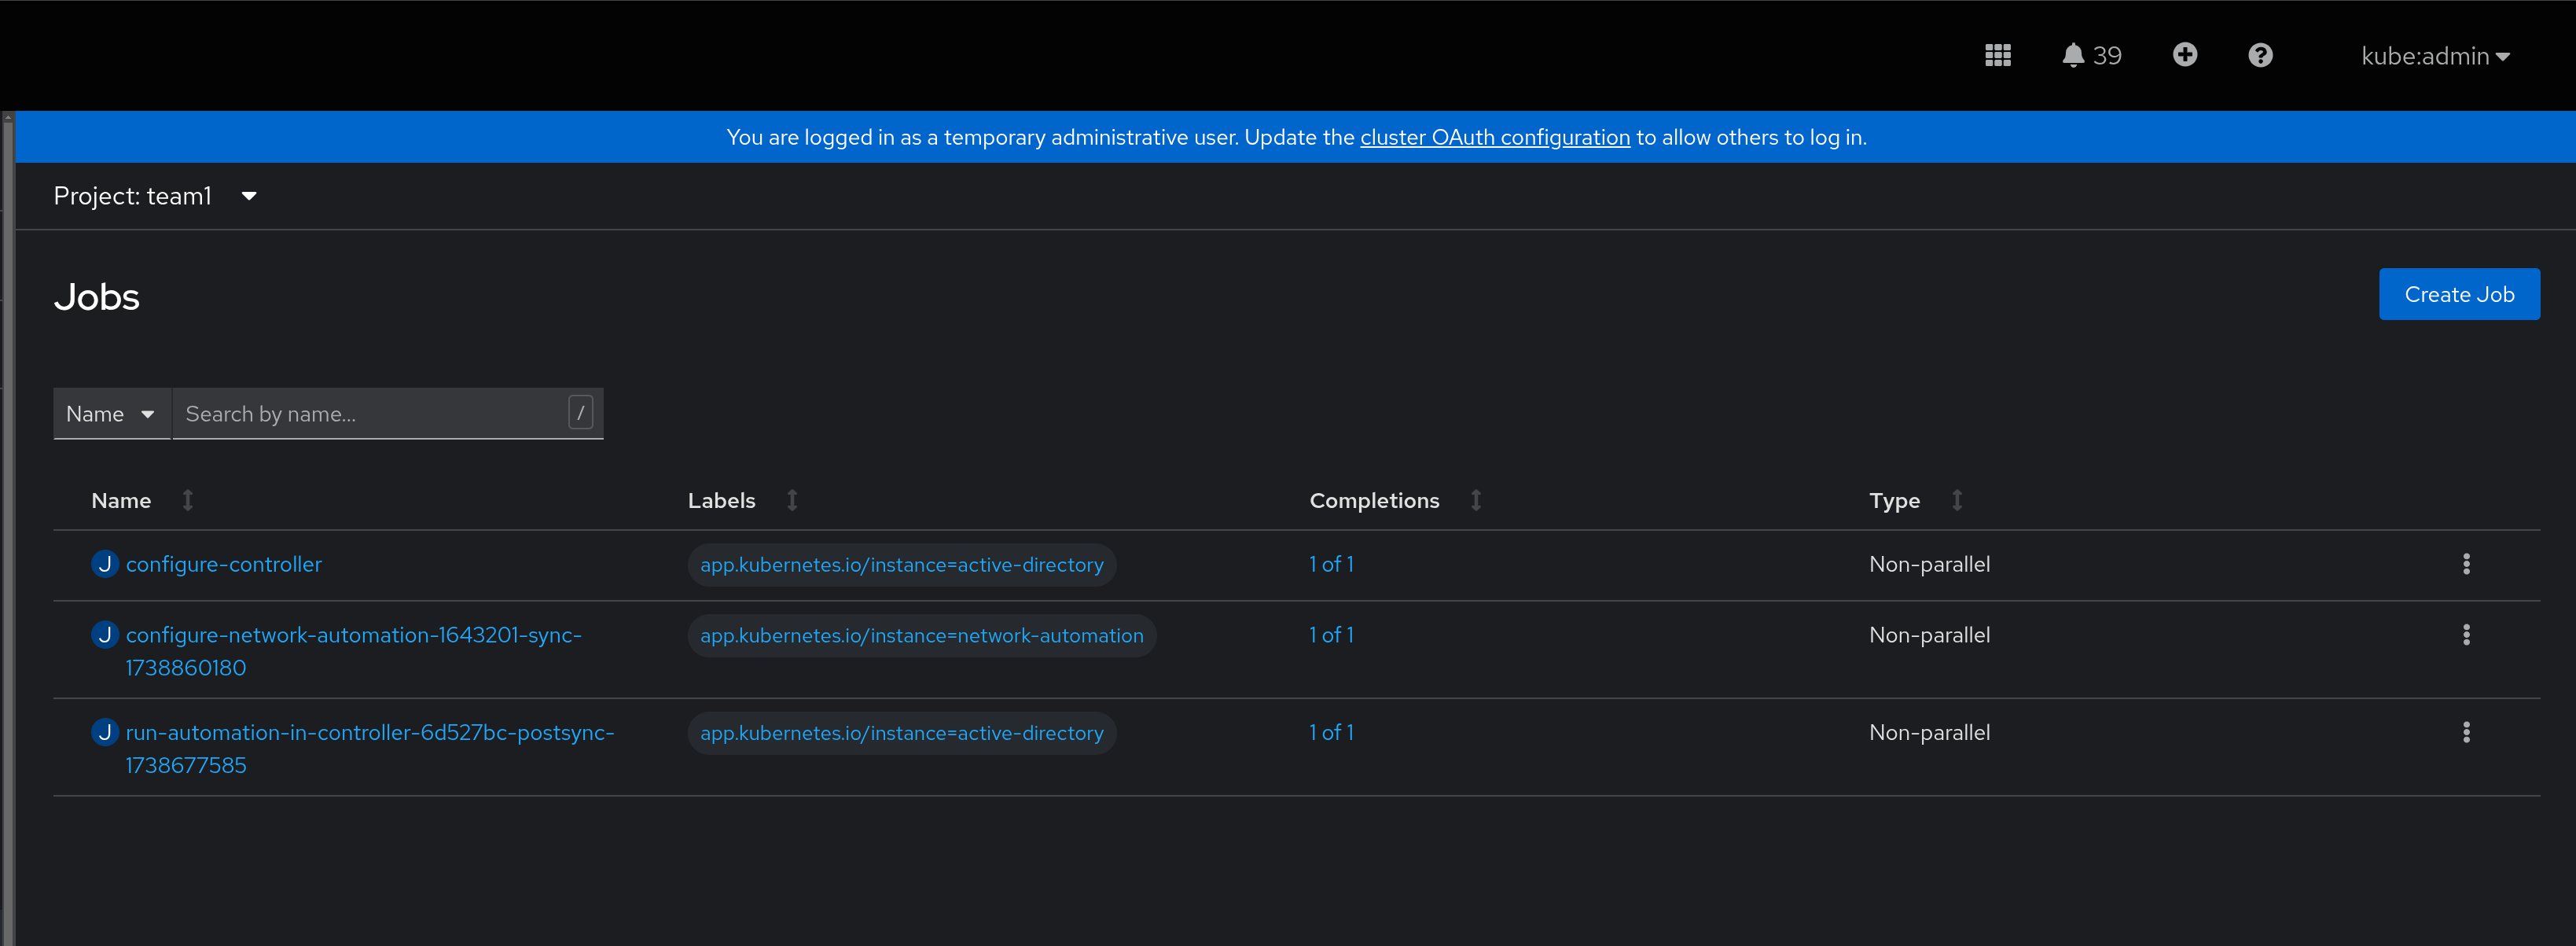 39
kube:admin
You are logged in as a temporary administrative user. Update the cluster OAuth configuration to allow others to log in.
Project: team1
Jobs
Create Job
Name
Search by name...
/
Name Labels Completions Type
J configure-controller app.kubernetes.io/instance=active-directory 1 of 1 Non-parallel
J configure-network-automation-1643201-sync- app.kubernetes.io/instance=network-automation 1 of 1 Non-parallel
1738860180
J run-automation-in-controller-6d527bc-postsync- app.kubernetes.io/instance=active-directory 1 of 1 Non-parallel
1738677585